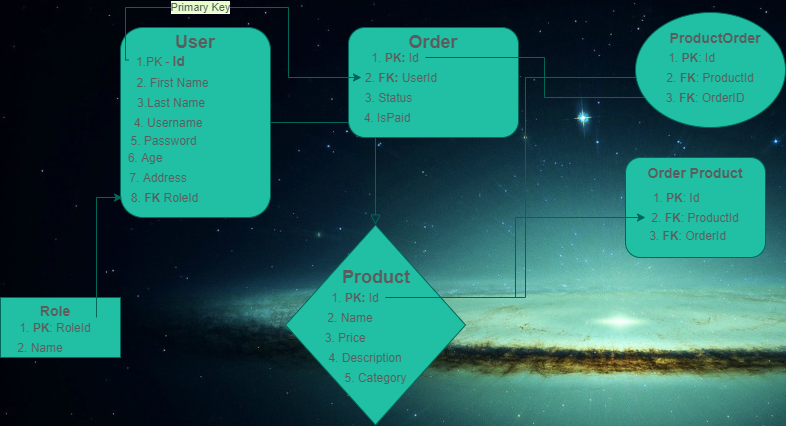 Primary Key
User
1.PK - Id
2. First Name
3.Last Name
4. Username
5. Password
6. Age
7. Address
8. FK RoleId
Order
1. PK: Id
2. FK: UserId
3. Status
4. IsPaid
ProductOrder
1. PK: Id
2. FK: ProductId
3. FK: OrderID
Order Product
1. PK: Id
2. FK: ProductId
3. FK: OrderId
Role
1. PK: RoleId
2. Name
Product
1. PK: Id
2. Name
3. Price
4. Description
5. Category